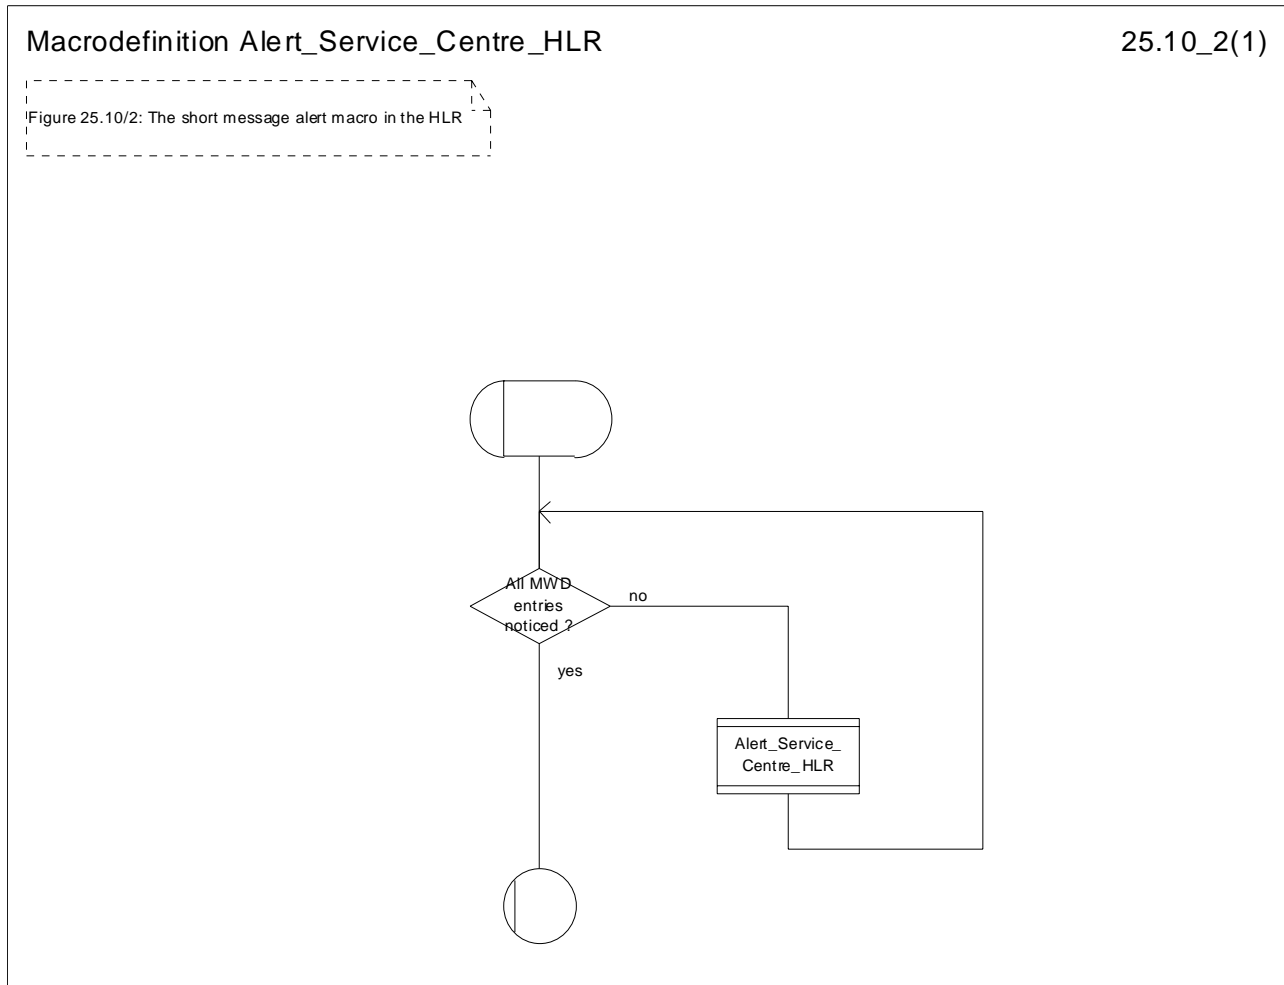 Macrodefinition Alert_Service_Centre_HLR
25.10_2(1)
Figure 25.10/2: The short message alert macro in the HLR
All MWD
entries
noticed ?
no
yes
Alert_Service_
Centre_HLR